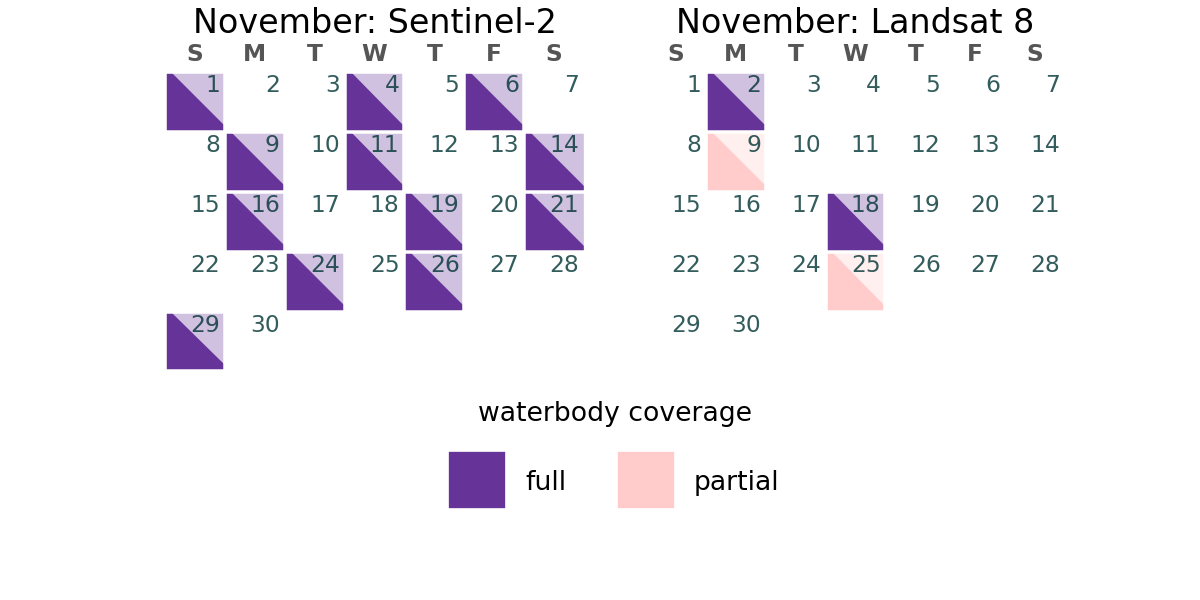 November: Sentinel-2
S M T W T F S
1 2 3 4 5 6 7
8 9 10 11 12 13 14
15 16 17 18 19 20 21
22 23 24 25 26 27 28
29 30
November: Landsat 8
S M T W T F S
1 2 3 4 5 6 7
8 9 10 11 12 13 14
15 16 17 18 19 20 21
22 23 24 25 26 27 28
29 30
waterbody coverage
full partial